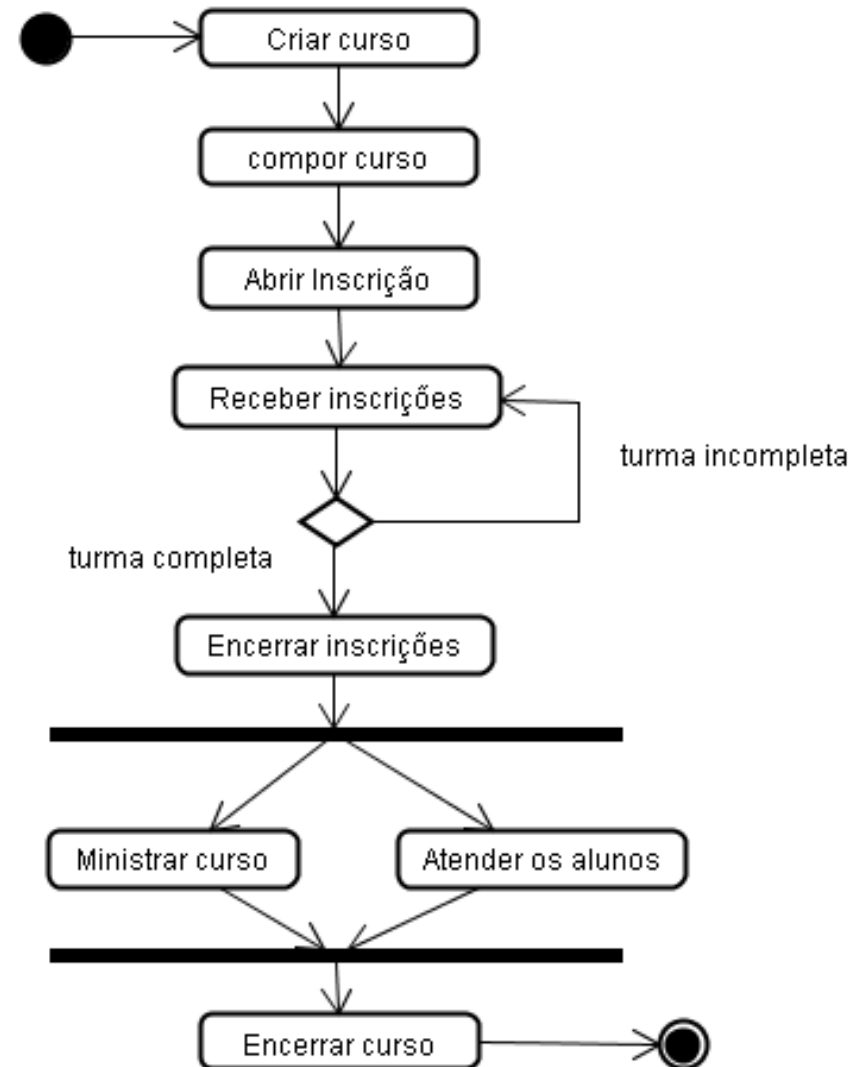 Criar curso
compor curso
Abrir Inscrição
Receber inscrições
turma incompleta
turma completa
Encerrar inscrições
Ministrar curso
Atender os alunos
Encerrar curso